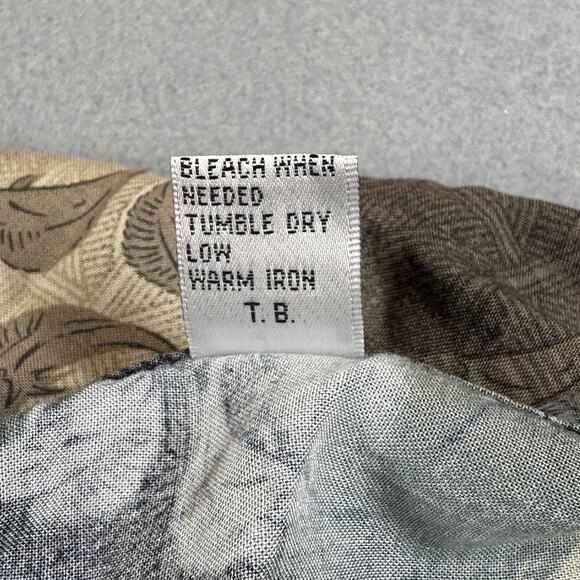 BLEACH WHEN
NEEDED
TUMBLE DRY
LOW
WARM IRON
T. B.